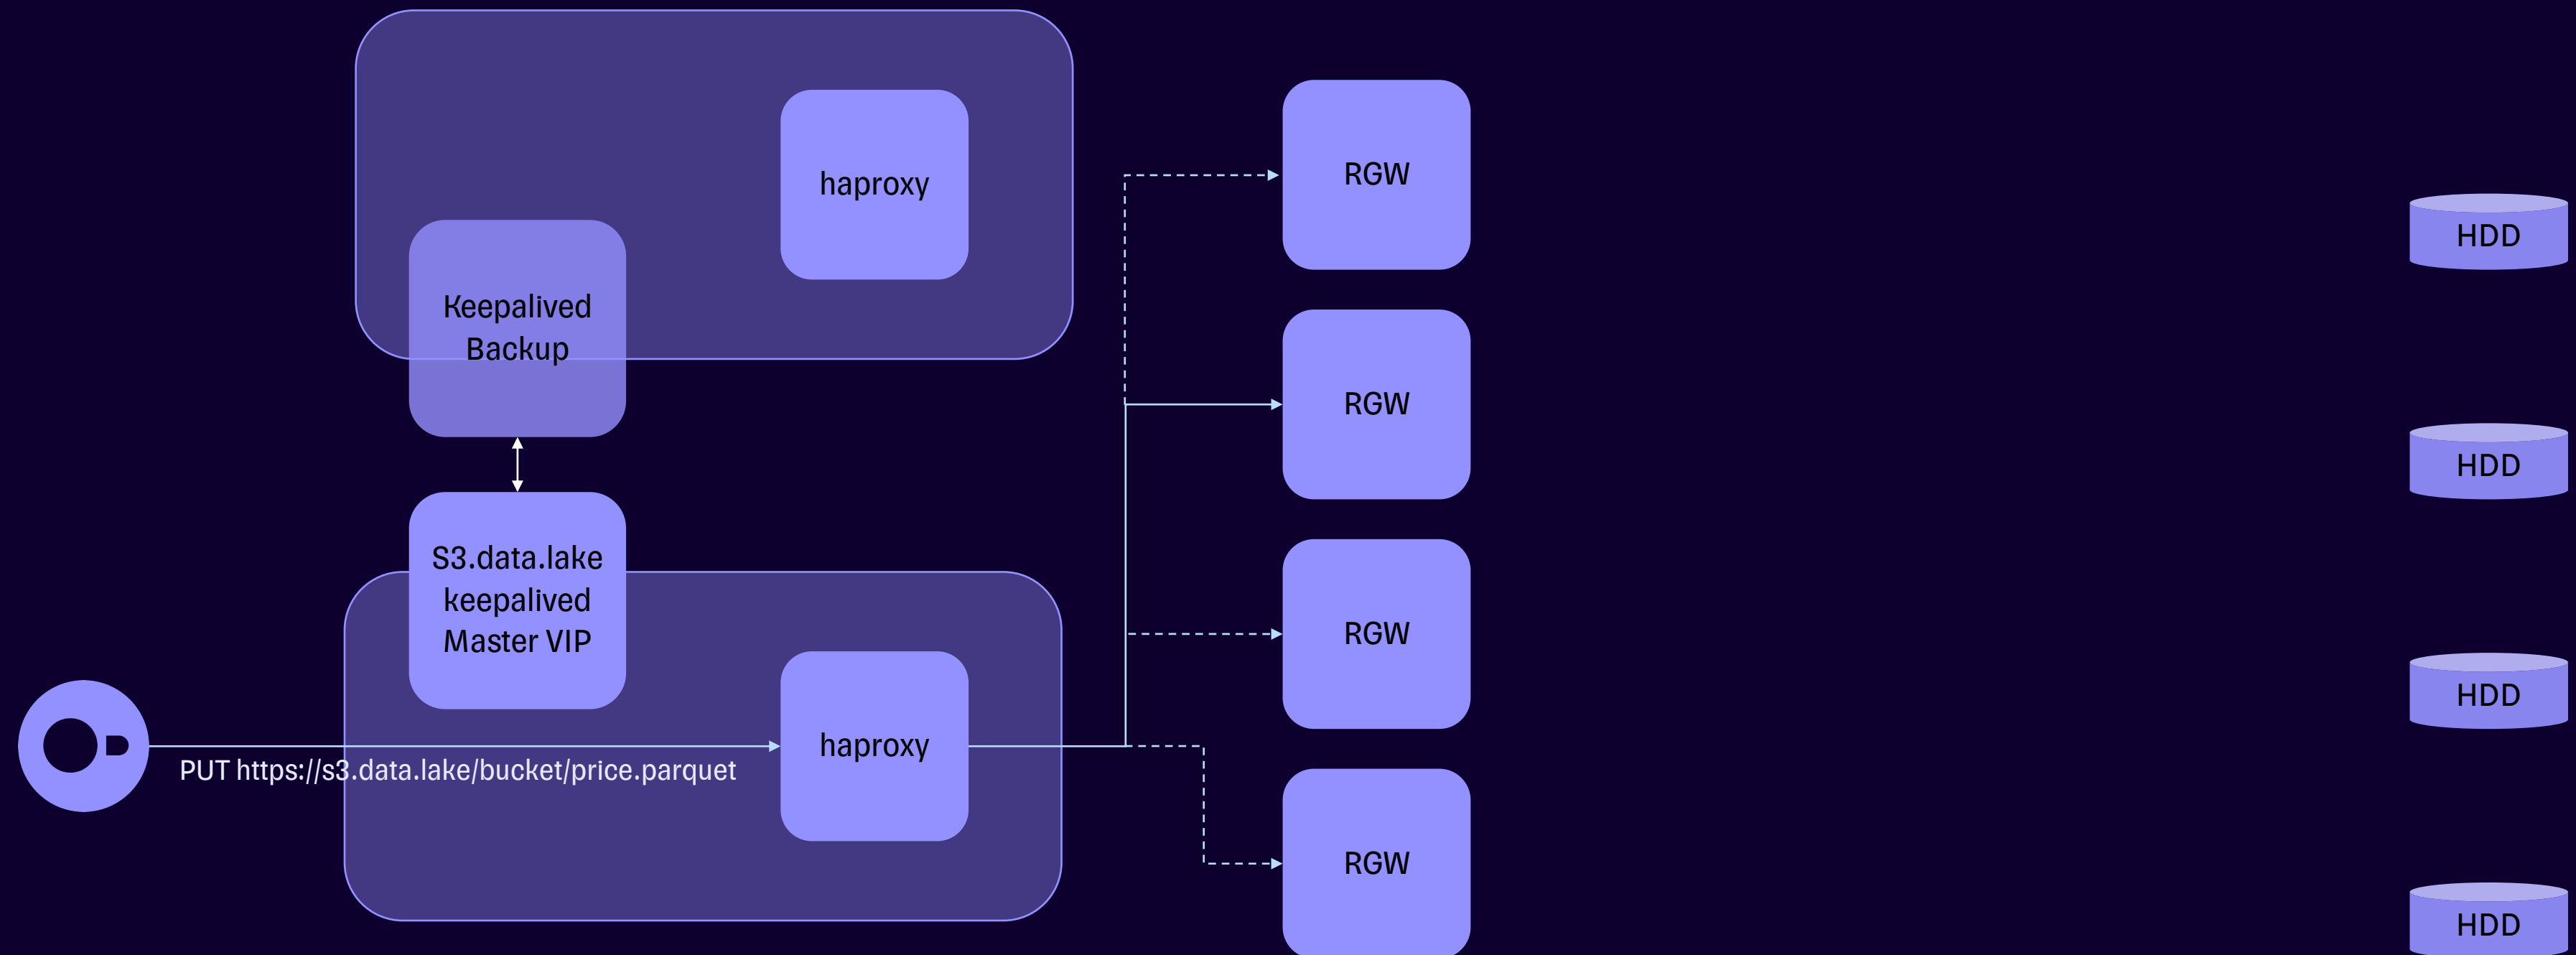 haproxy
Keepalived
Backup
S3.data.lake
keepalived
Master VIP
PUT https://s3.data.lake/bucket/price.parquet
haproxy
RGW
RGW
RGW
RGW
HDD
HDD
HDD
HDD